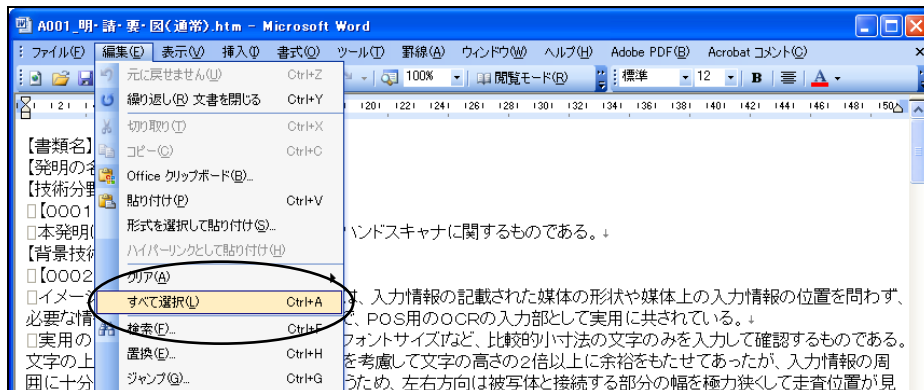 A001_明・請・要・図(通常).htm - Microsoft Word
ファイル(F) 編集(E) 表示(V) 挿入(I) 書式(O) ツール(T) 罫線(A) ウィンドウ(W) ヘルプ(H) Adobe PDF(B) Acrobat コメント(C)
100% 閲覧モード(R) 標準 12 B A
元に戻せません(U) Ctrl+Z
繰り返し(R) 文書を閉じる Ctrl+Y
切り取り(T) Ctrl+X
コピー(C) Ctrl+C
Office クリップボード(B)...
貼り付け(P) Ctrl+V
形式を選択して貼り付け(S)...
ハイパーリンクとして貼り付け(H)
クリア(A)
すべて選択(L) Ctrl+A
検索(F)... Ctrl+F
置換(E)... Ctrl+H
ジャンプ(G)... Ctrl+G
|2| |20| |22| |24| |26| |28| |30| |32| |34| |36| |38| |40| |42| |44| |46| |48| |50
【書類名】
【発明の名
【技術分野
□【0001
□本発明 ハンドスキャナに関するものである。↓
【背景技術
□【0002
□イメージ 、入力情報の記載された媒体の形状や媒体上の入力情報の位置を問わず、
必要な情 、POS用のOCRの入力部として実用に共されている。↓
□実用の フォントサイズなど、比較的小寸法の文字のみを入力して確認するものである。
文字の上 を考慮して文字の高さの2倍以上に余裕をもたせてあったが、入力情報の周
囲に十分 うため、左右方向は被写体と接続する部分の幅を極力狭くして走査位置が見